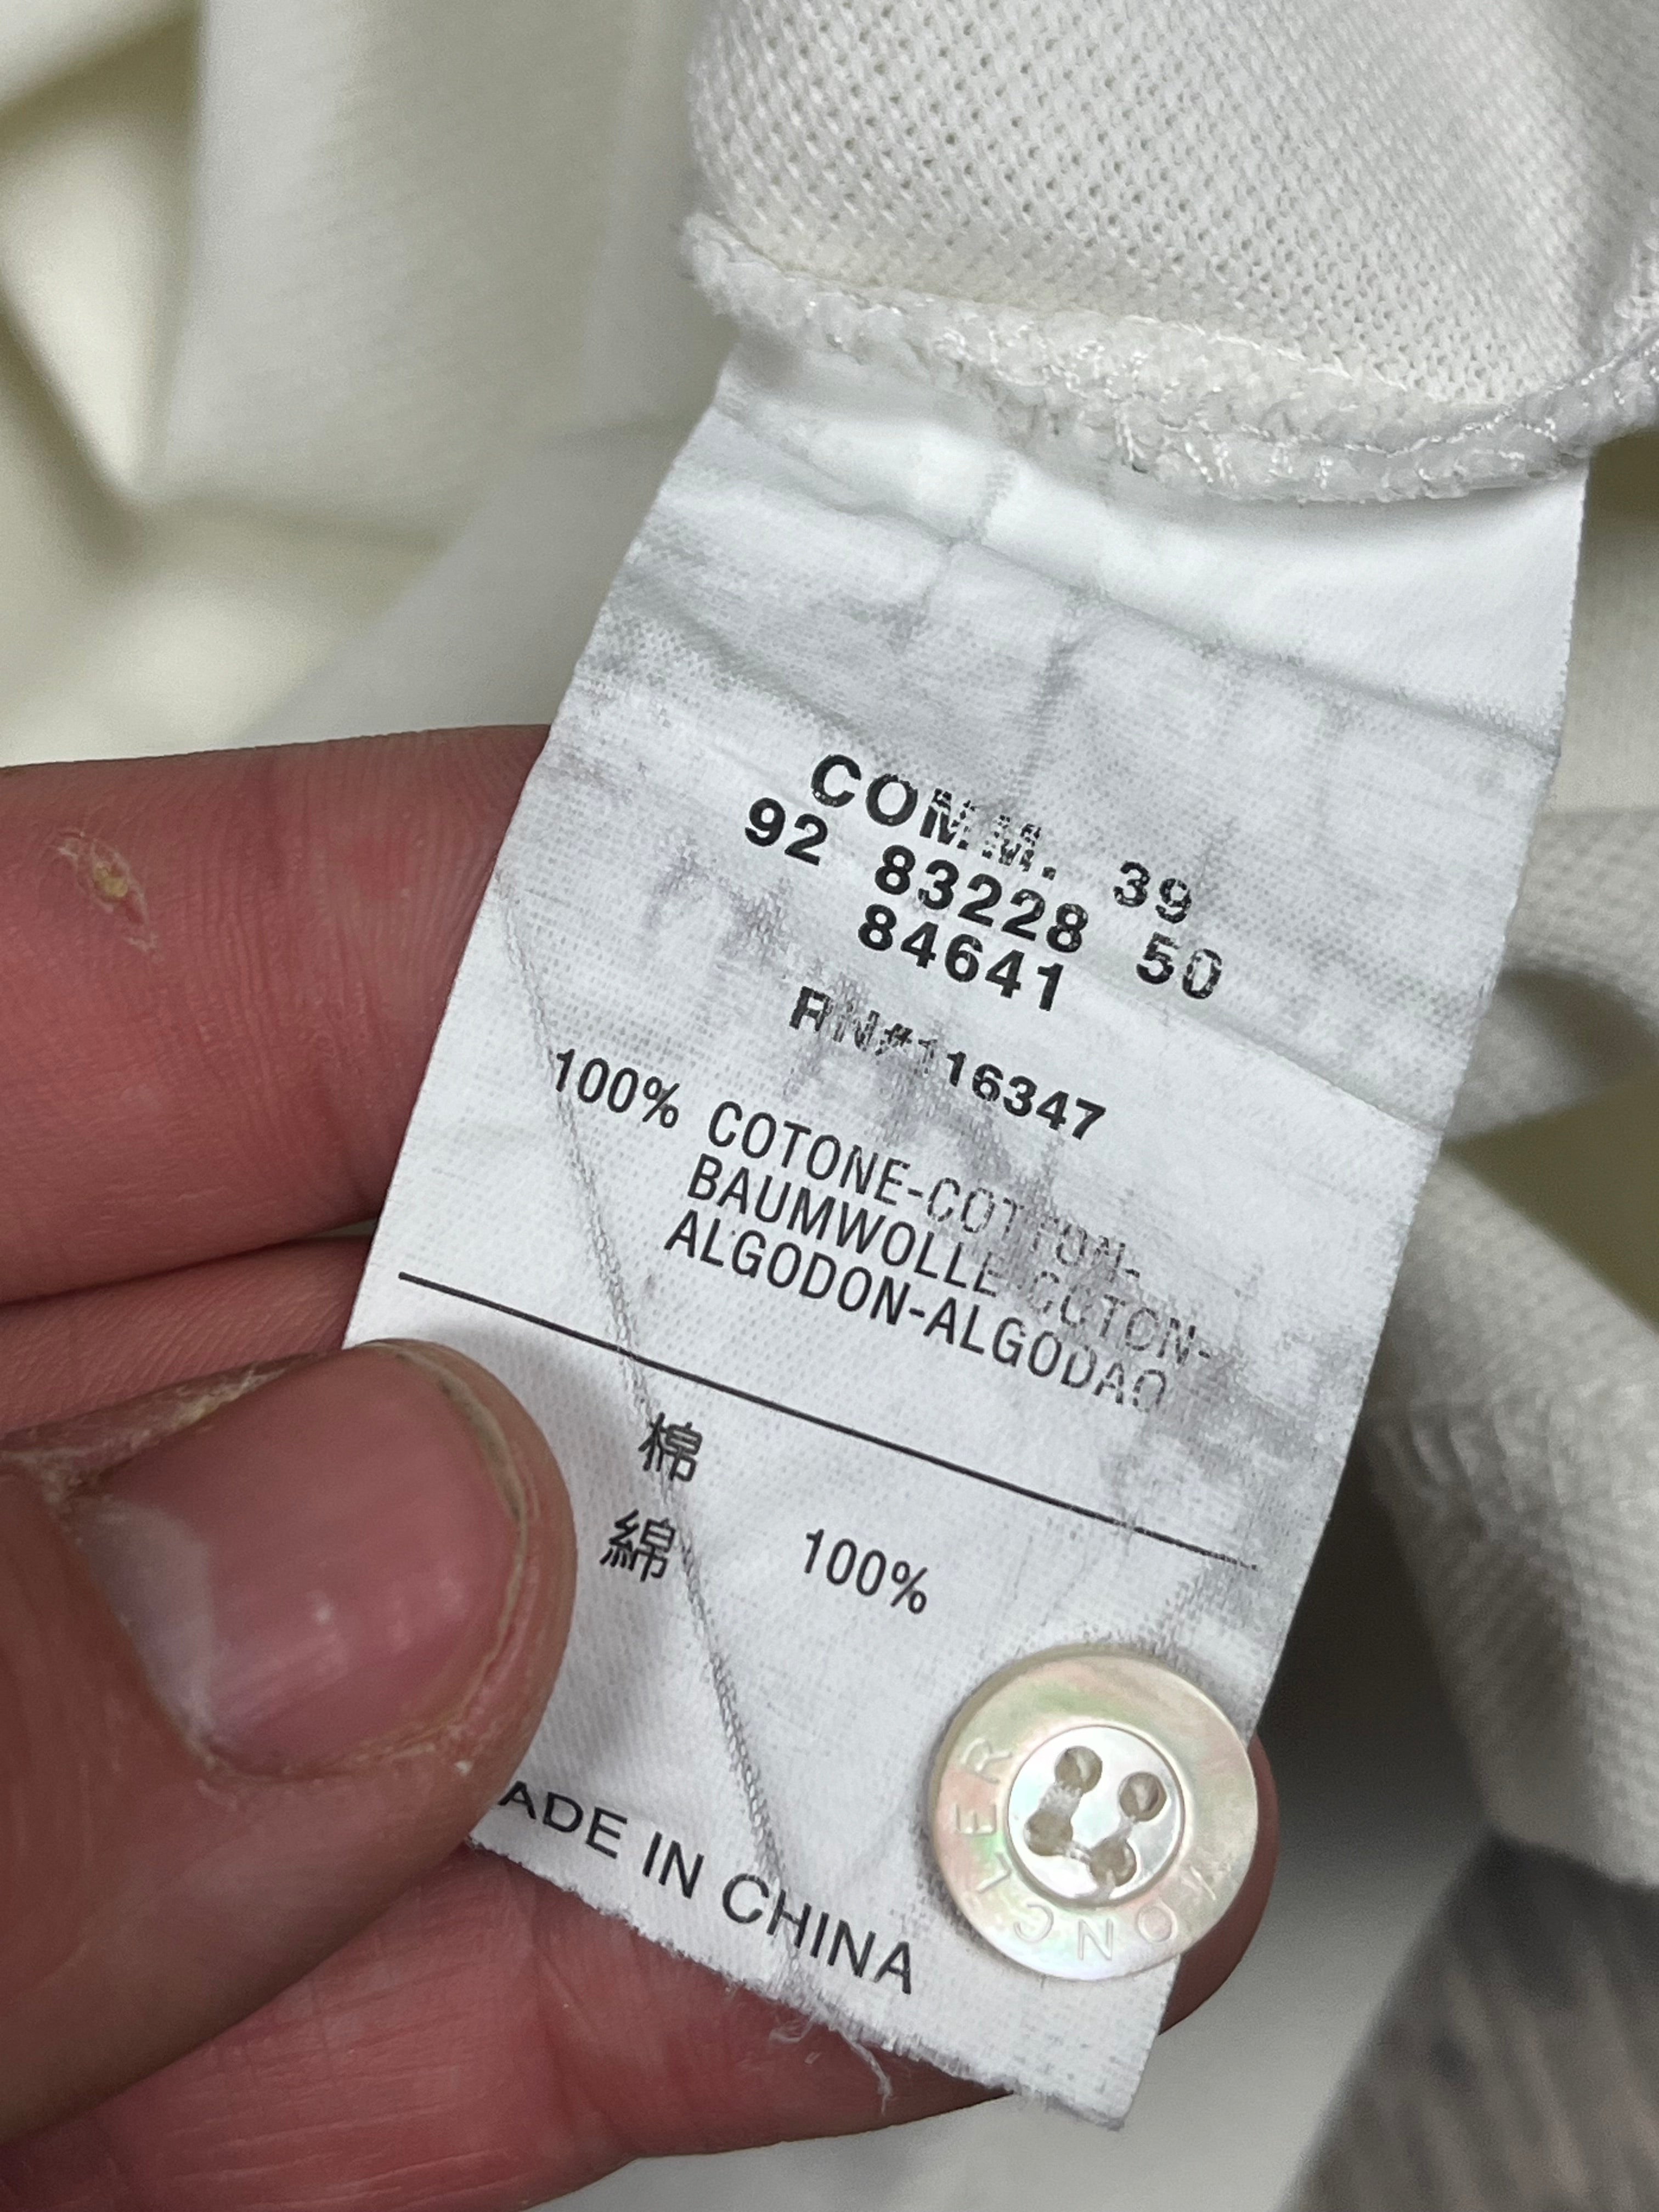 COMM. 39
92 83228 50
84641
RN#116347
100% COTONE-COTTON-
BAUMWOLLE-COTON-
ALGODON-ALGODAO
棉
綿 100%
ADE IN CHINA
MONCLER